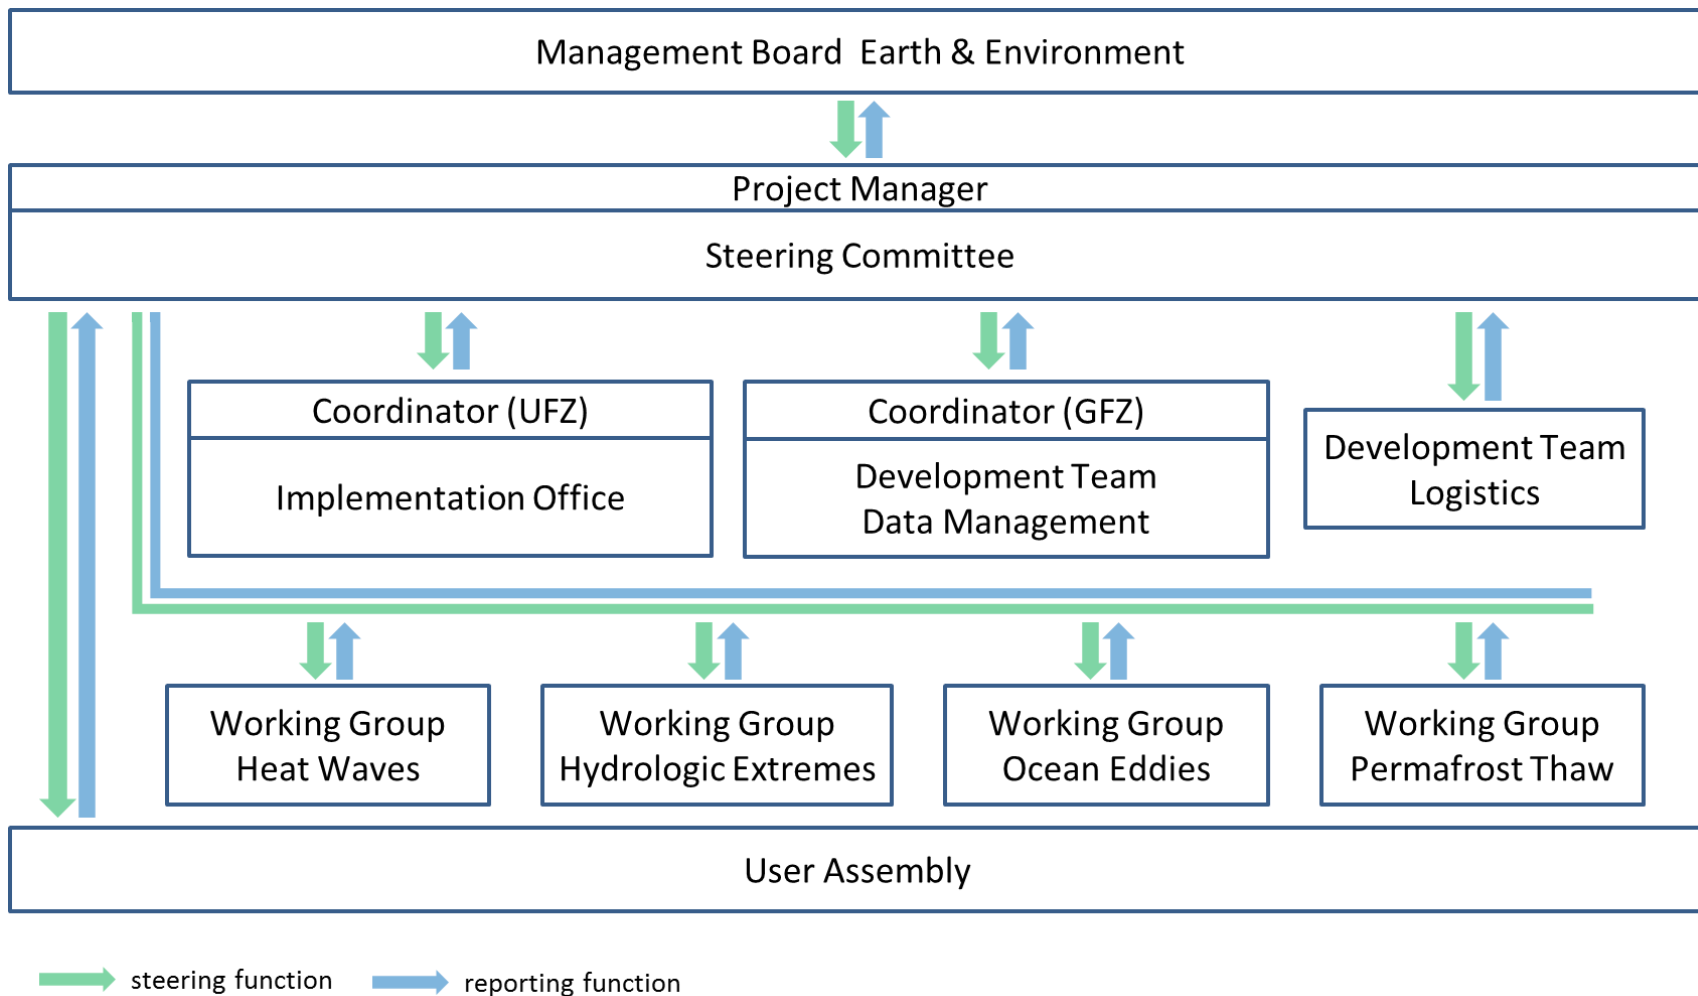 Management Board  Earth & Environment
Project Manager
Steering Committee
Coordinator (UFZ)
Implementation Office
Coordinator (GFZ)
Development Team
Data Management
Development Team
Logistics
Working Group
Heat Waves
Working Group
Hydrologic Extremes
Working Group
Ocean Eddies
Working Group
Permafrost Thaw
User Assembly
steering function
reporting function